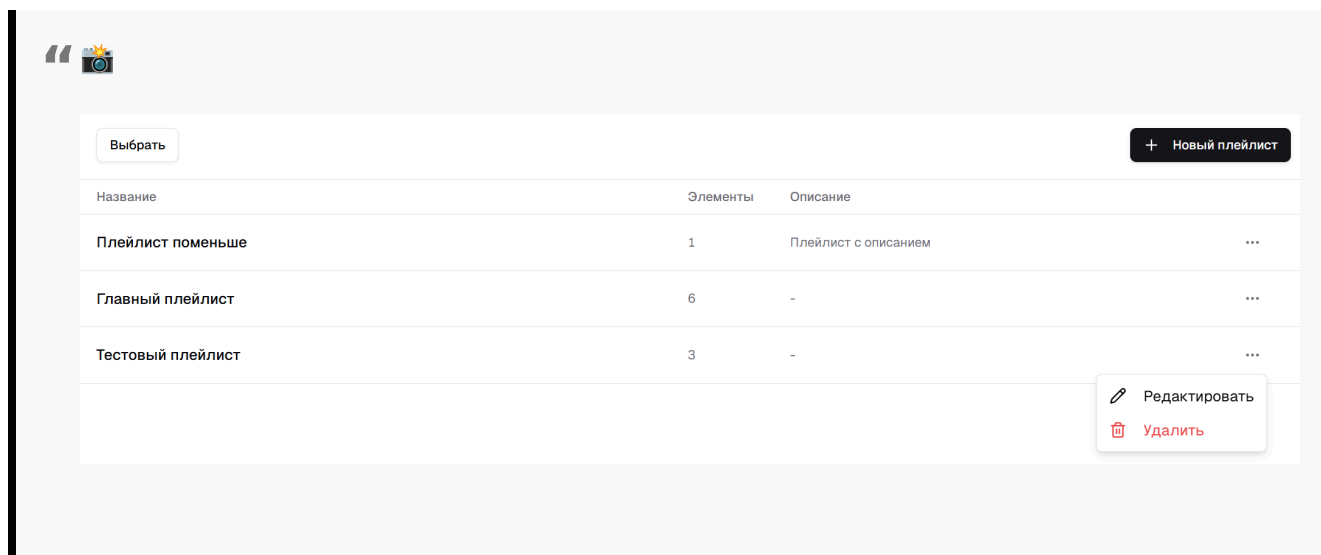 “ 📸
Выбрать
+ Новый плейлист
Название Элементы Описание
Плейлист поменьше 1 Плейлист с описанием ...
Главный плейлист 6 - ...
Тестовый плейлист 3 - ...
Редактировать
Удалить